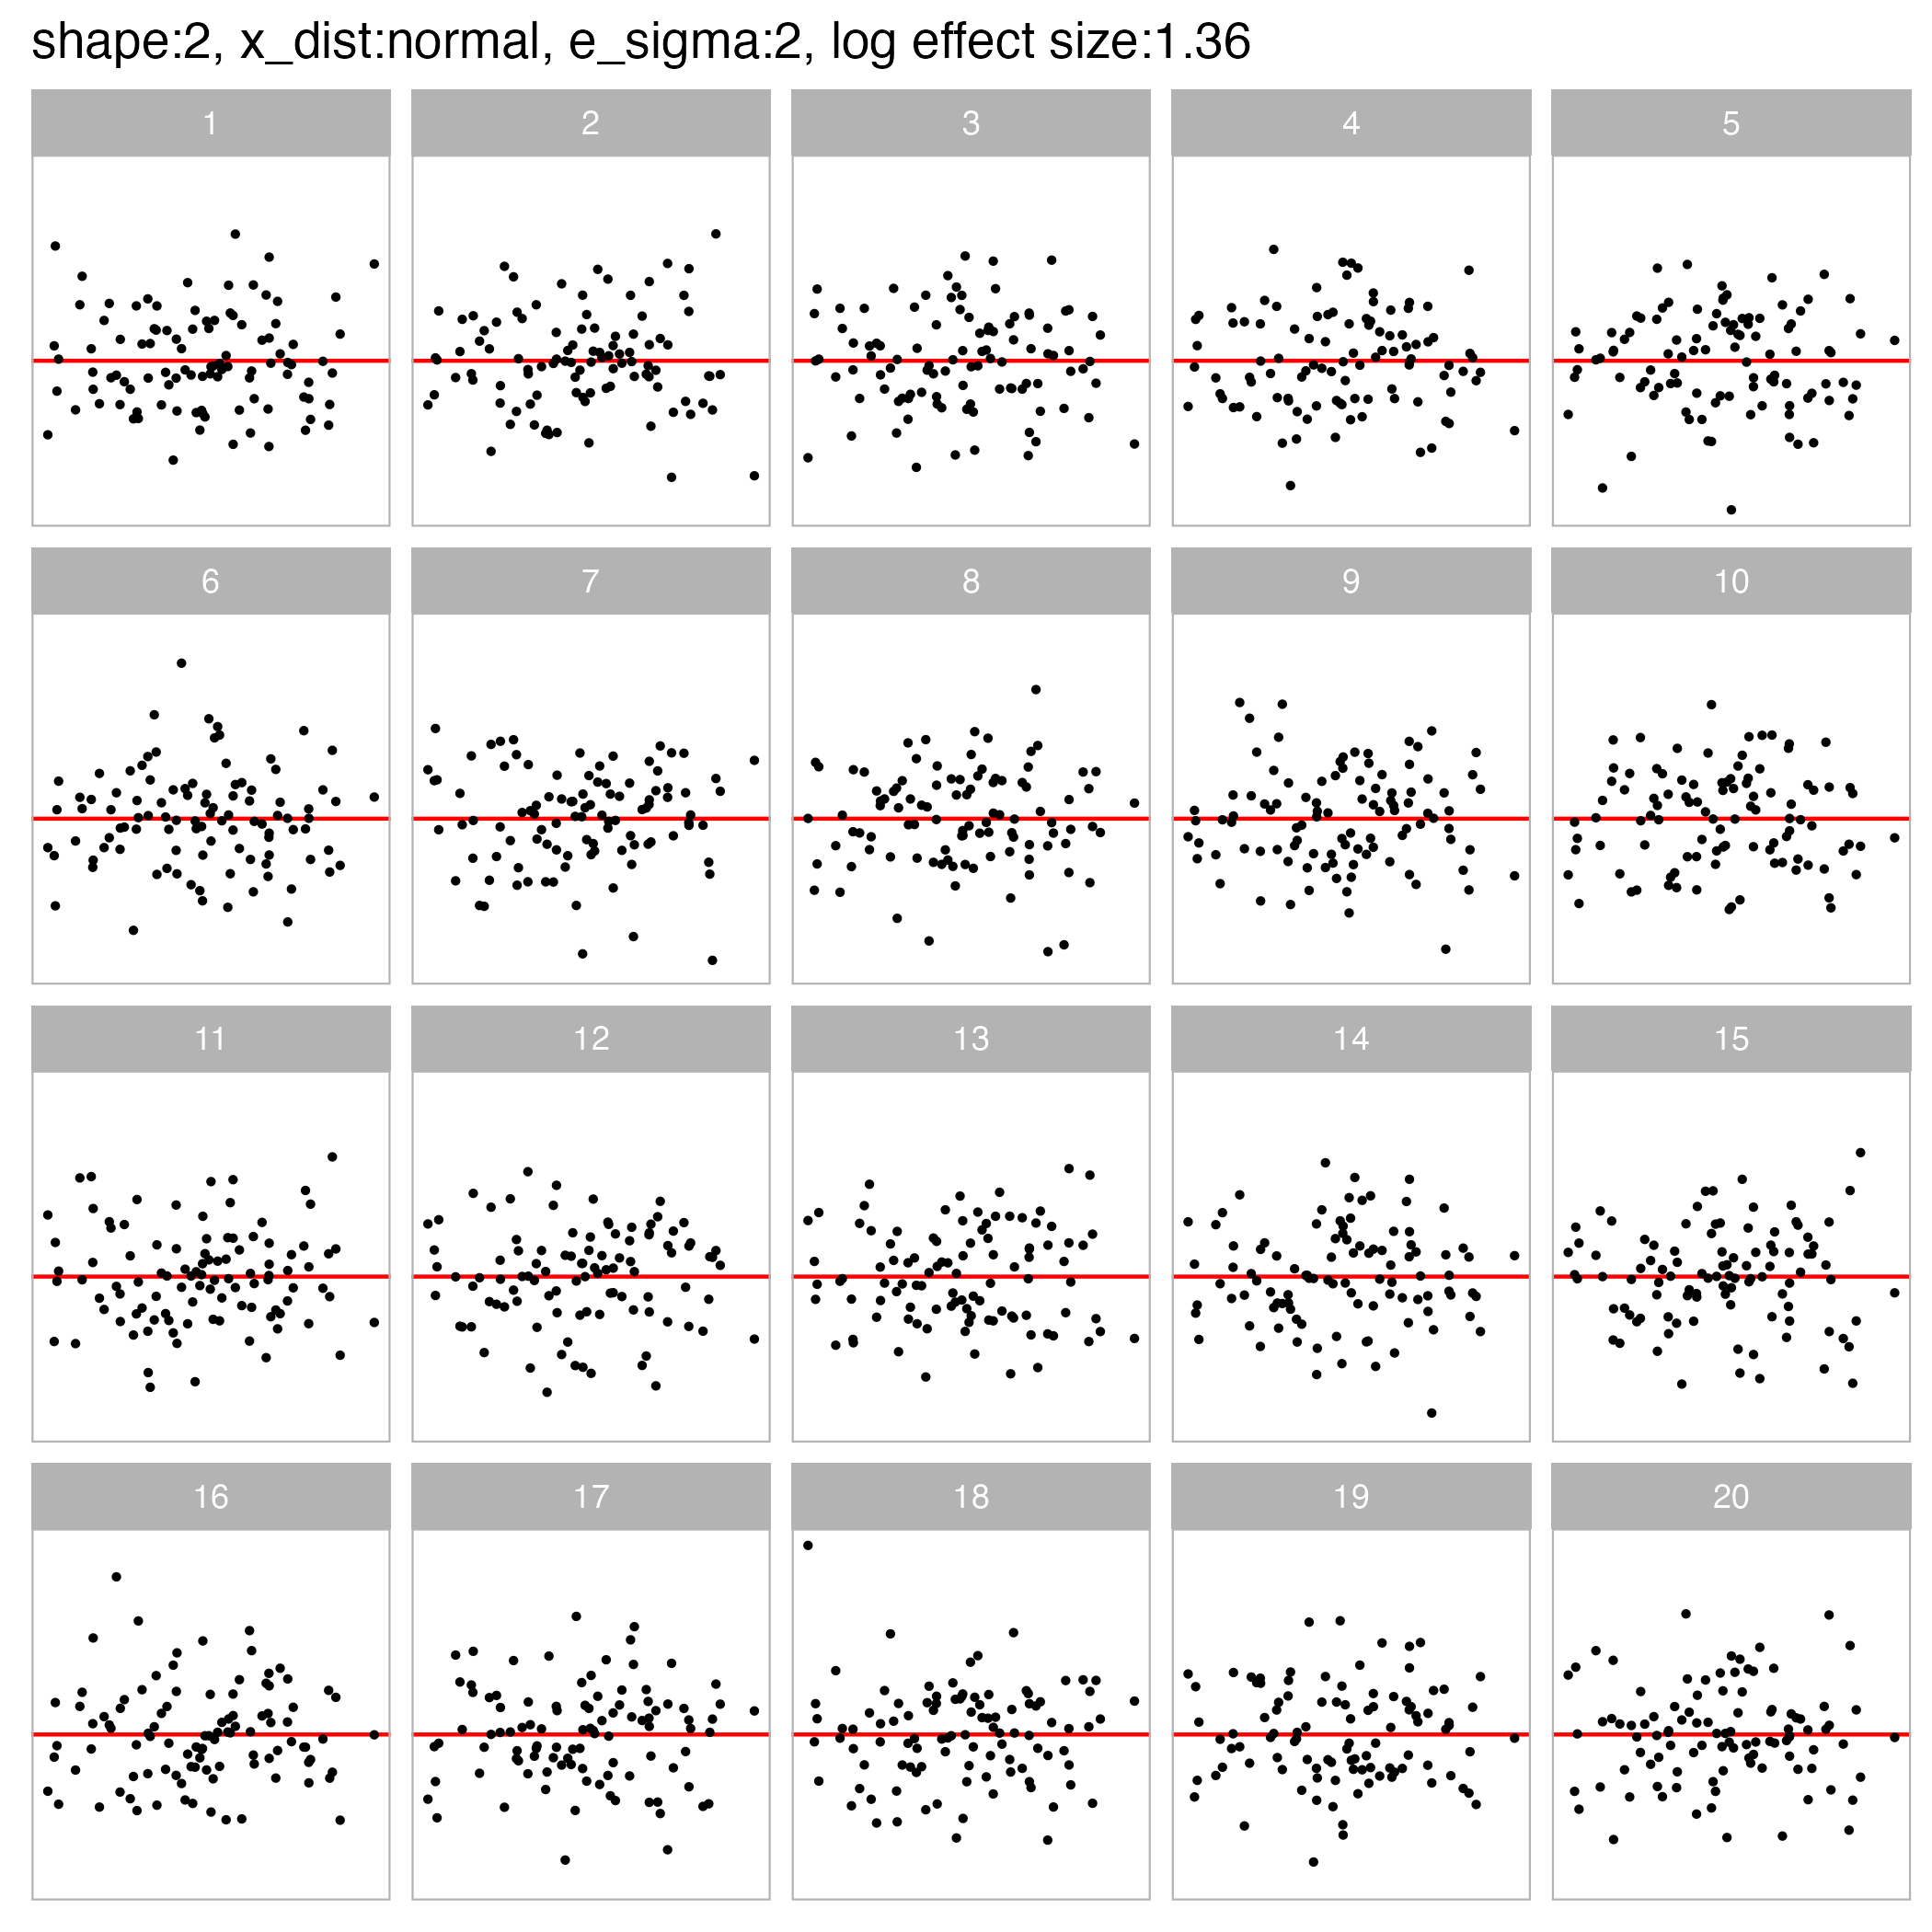 shape:2, x_dist:normal, e_sigma:2, log effect size:1.36
1 2 3 4 5
6 7 8 9 10
11 12 13 14 15
16 17 18 19 20